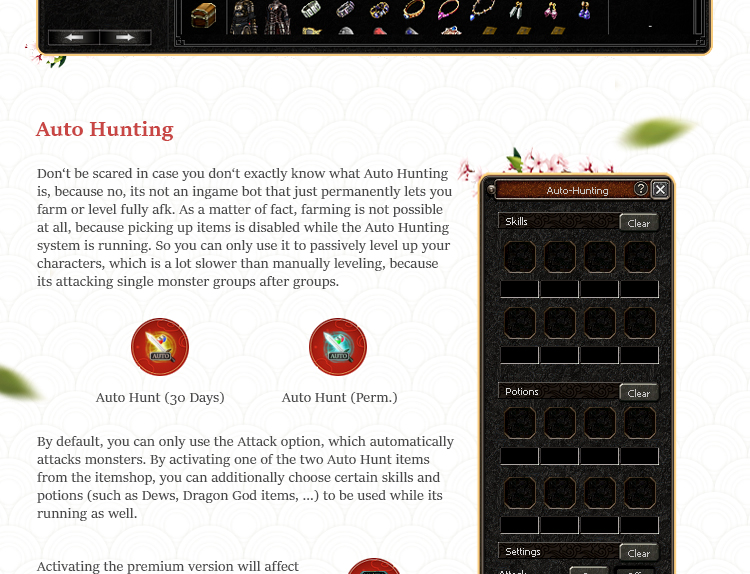 Auto Hunting
Don't be scared in case you don't exactly know what Auto Hunting
is, because no, its not an ingame bot that just permanently lets you
farm or level fully afk. As a matter of fact, farming is not possible
at all, because picking up items is disabled while the Auto Hunting
system is running. So you can only use it to passively level up your
characters, which is a lot slower than manually leveling, because
its attacking single monster groups after groups.
AUTO
AUTO
Auto Hunt (30 Days)
Auto Hunt (Perm.)
By default, you can only use the Attack option, which automatically
attacks monsters. By activating one of the two Auto Hunt items
from the itemshop, you can additionally choose certain skills and
potions (such as Dews, Dragon God items, ...) to be used while its
running as well.
Activating the premium version will affect
Auto-Hunting
?
Skills
Clear
Potions
Clear
Settings
Clear